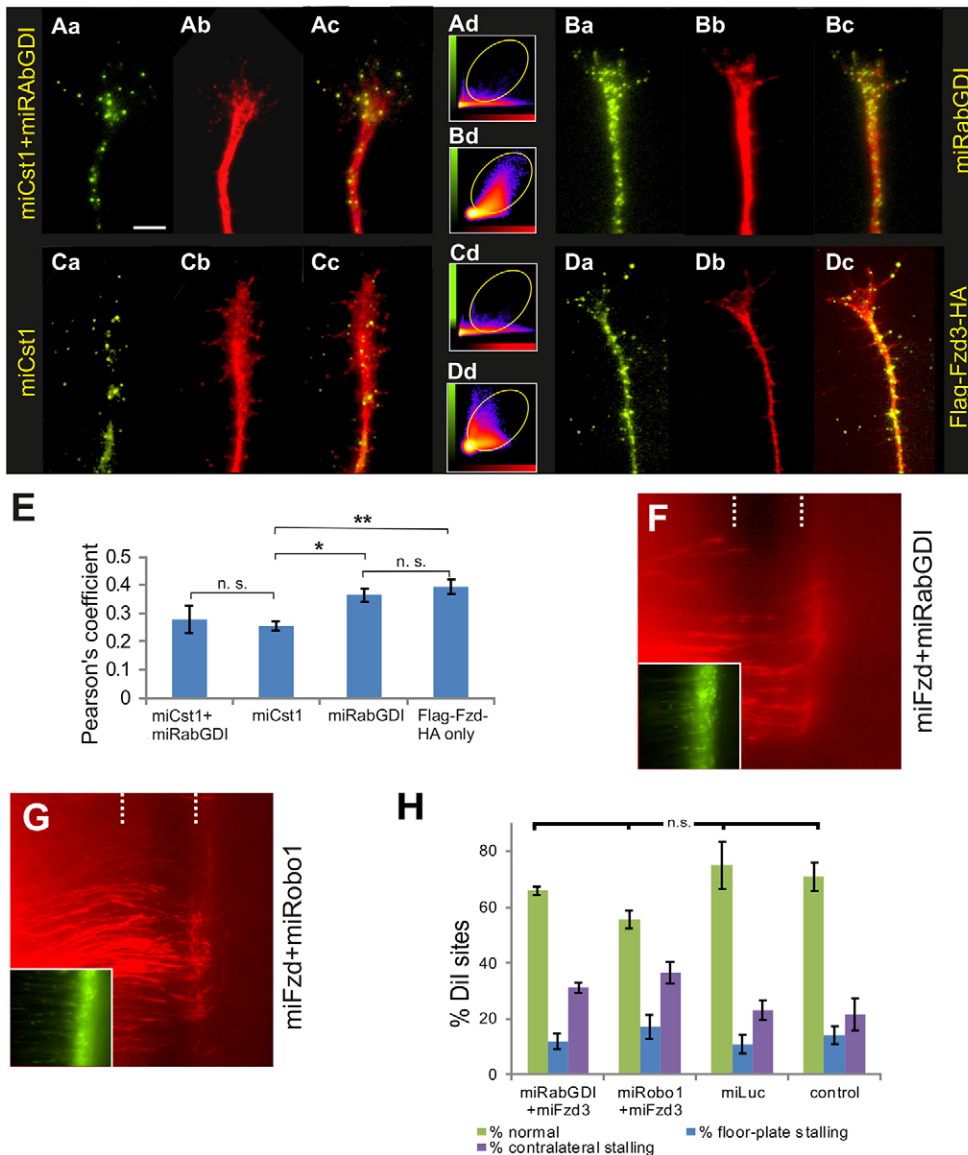 Aa Ab Ac Ad Ba Bb Bc
miCst1+miRAbGDI
miRabGDI
Bd
Ca Cb Cc Cd Da Db Dc
miCst1
Flag-Fzd3-HA
Dd
E
Pearson's coefficient
0.5
0.4
0.3
0.2
0.1
0
n. s.
*
**
n. s.
miCst1+
miRabGDI
miCst1
miRabGDI
Flag-Fzd-
HA only
F
miFzd+miRabGDI
G
miFzd+miRobo1
H
% DiI sites
80
60
40
20
0
n.s.
miRabGDI
+miFzd3
miRobo1
+miFzd3
miLuc
control
% normal
% floor-plate stalling
% contralateral stalling